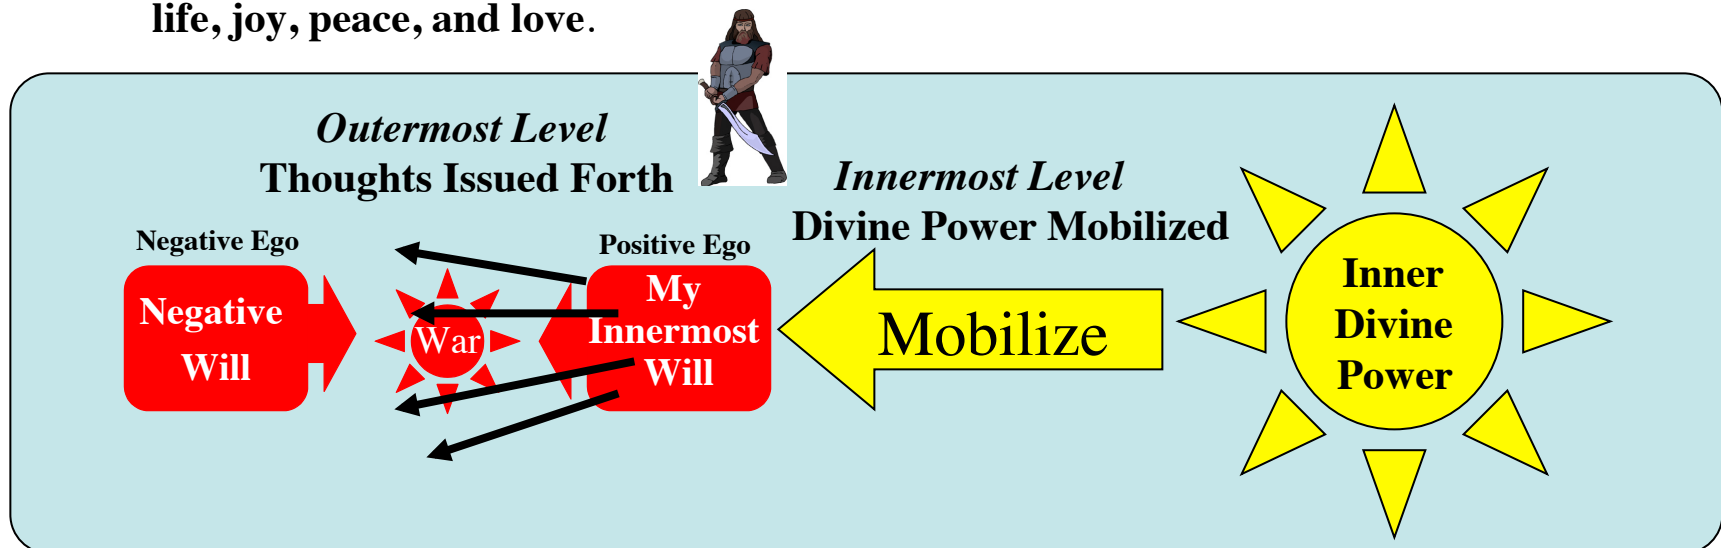 life, joy, peace, and love.
Outermost Level
Thoughts Issued Forth
Innermost Level
Divine Power Mobilized
Negative Ego
Positive Ego
Negative
Will
War
My
Innermost
Will
Mobilize
Inner
Divine
Power